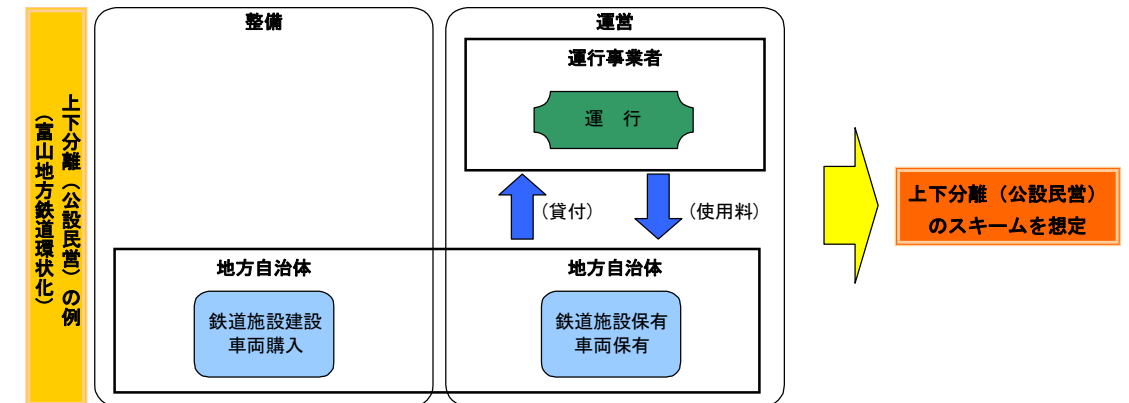 上下分離（公設民営）の例
（富山地方鉄道環状化）
整備
運営
運行事業者
運　行
（貸付）
（使用料）
地方自治体
鉄道施設建設
車両購入
地方自治体
鉄道施設保有
車両保有
上下分離（公設民営）
のスキームを想定